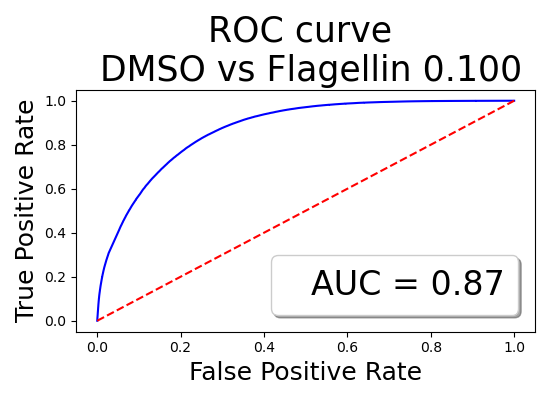 ROC curve
DMSO vs Flagellin 0.100
True Positive Rate
1.0
0.8
0.6
0.4
0.2
0.0
AUC = 0.87
0.0 0.2 0.4 0.6 0.8 1.0
False Positive Rate